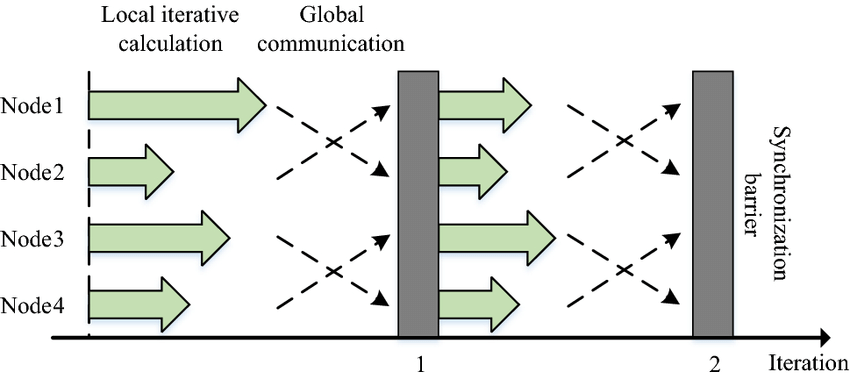 Local iterative
calculation
Global
communication
Node1
Node2
Node3
Node4
Synchronization
barrier
1
2
Iteration